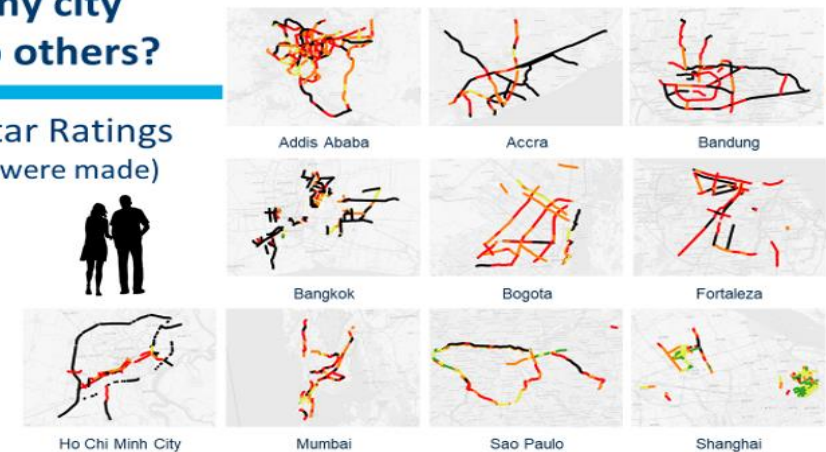 ny city
o others?
tar Ratings
were made)
Addis Ababa
Accra
Bandung
Bangkok
Bogota
Fortaleza
Ho Chi Minh City
Mumbai
Sao Paulo
Shanghai